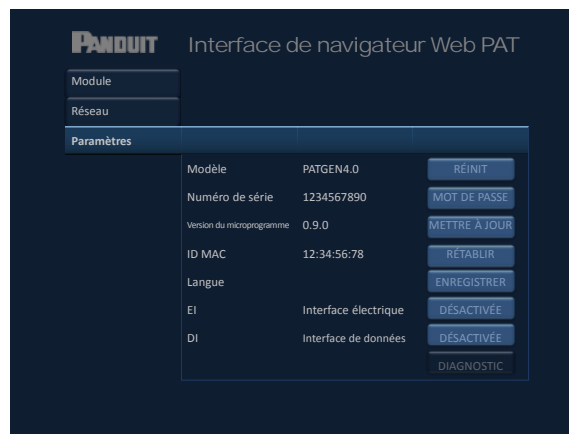 PANDUIT Interface de navigateur Web PAT
Module
Réseau
Paramètres
Modèle PATGEN4.0 RÉINIT
Numéro de série 1234567890 MOT DE PASSE
Version du microprogramme 0.9.0 METTRE À JOUR
ID MAC 12:34:56:78 RÉTABLIR
Langue ENREGISTRER
EI Interface électrique DÉSACTIVÉE
DI Interface de données DÉSACTIVÉE
DIAGNOSTIC